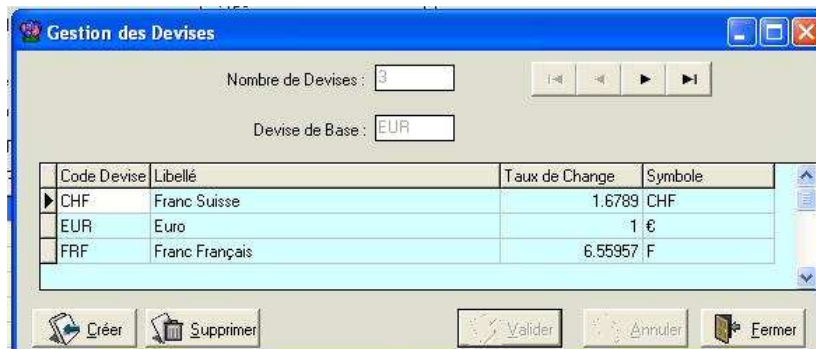 Gestion des Devises
Nombre de Devises : 3
Devise de Base : EUR
Code Devise Libellé Taux de Change Symbole
CHF Franc Suisse 1.6789 CHF
EUR Euro 1 €
FRF Franc Français 6.55957 F
Créer Supprimer Valider Annuler Fermer